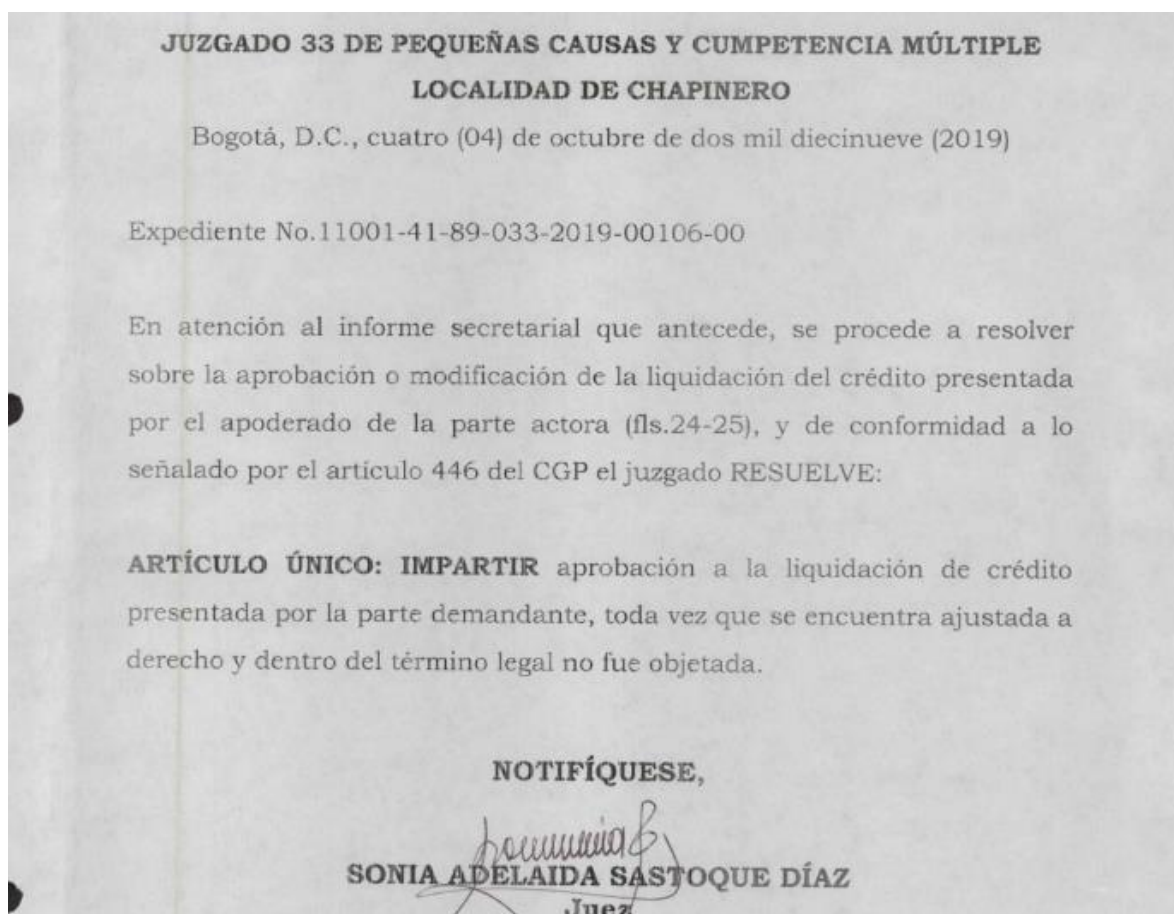 JUZGADO 33 DE PEQUEÑAS CAUSAS Y CUMPETENCIA MÚLTIPLE
LOCALIDAD DE CHAPINERO
Bogotá, D.C., cuatro (04) de octubre de dos mil diecinueve (2019)
Expediente No.11001-41-89-033-2019-00106-00
En atención al informe secretarial que antecede, se procede a resolver
sobre la aprobación o modificación de la liquidación del crédito presentada
por el apoderado de la parte actora (fls.24-25), y de conformidad a lo
señalado por el artículo 446 del CGP el juzgado RESUELVE:
ARTÍCULO ÚNICO: IMPARTIR aprobación a la liquidación de crédito
presentada por la parte demandante, toda vez que se encuentra ajustada a
derecho y dentro del término legal no fue objetada.
NOTIFÍQUESE,
SONIA ADELAIDA SASTOQUE DÍAZ
Juez